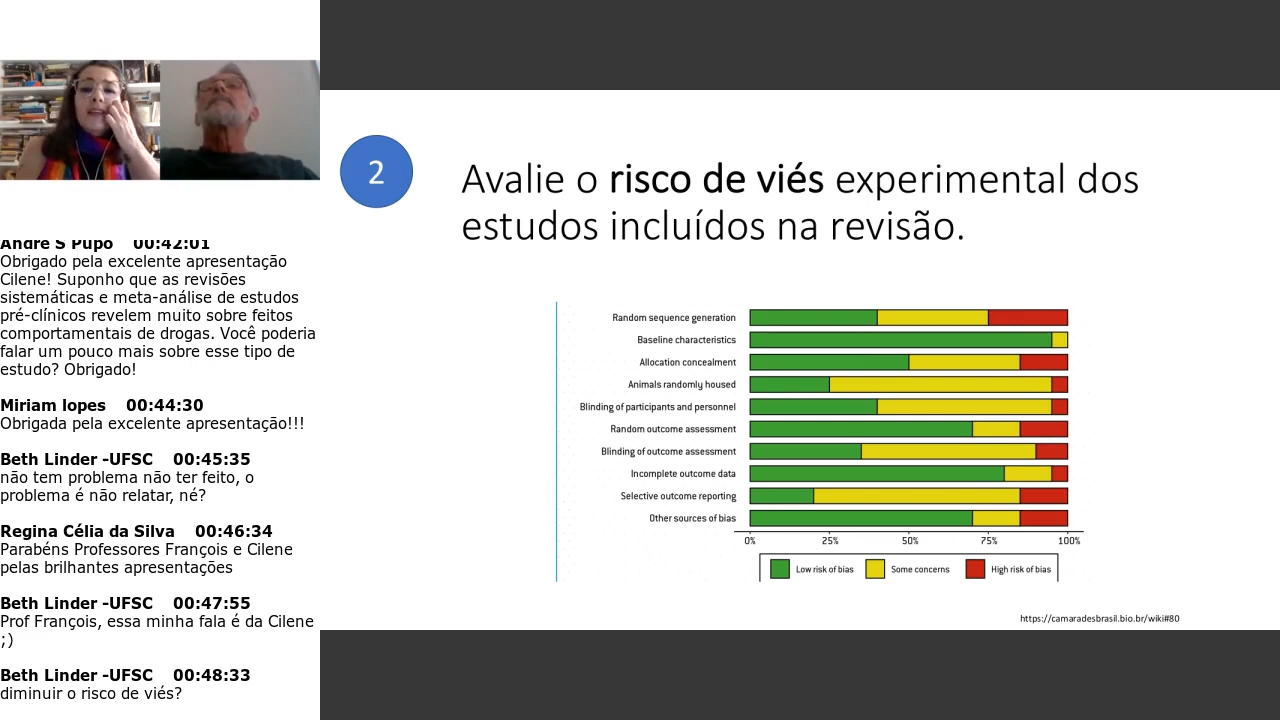 Andre S Pupo 00:42:01
Obrigado pela excelente apresentação
Cilene! Suponho que as revisões
sistemáticas e meta-análise de estudos
pré-clínicos revelem muito sobre feitos
comportamentais de drogas. Você poderia
falar um pouco mais sobre esse tipo de
estudo? Obrigado!
Miriam lopes 00:44:30
Obrigada pela excelente apresentação!!!
Beth Linder -UFSC 00:45:35
não tem problema não ter feito, o
problema é não relatar, né?
Regina Célia da Silva 00:46:34
Parabéns Professores François e Cilene
pelas brilhantes apresentações
Beth Linder -UFSC 00:47:55
Prof François, essa minha fala é da Cilene
;)
Beth Linder -UFSC 00:48:33
diminuir o risco de viés?
2
Avalie o risco de viés experimental dos
estudos incluídos na revisão.
Random sequence generation
Baseline characteristics
Allocation concealment
Animals randomly housed
Blinding of participants and personnel
Random outcome assessment
Blinding of outcome assessment
Incomplete outcome data
Selective outcome reporting
Other sources of bias
0% 25% 50% 75% 100%
Low risk of bias Some concerns High risk of bias
https://camaradesbrasil.bio.br/wiki#80